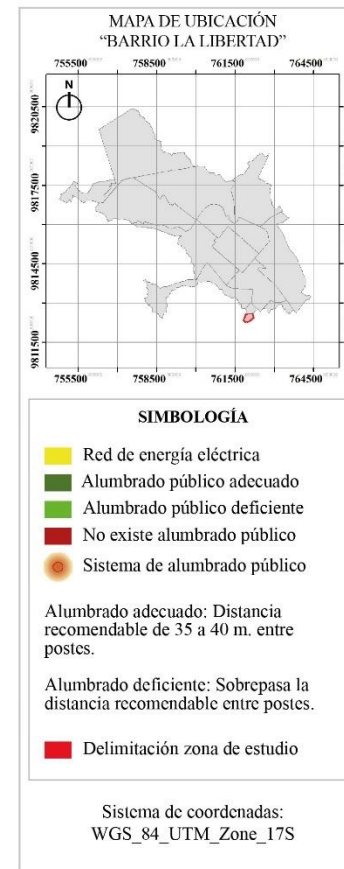 MAPA DE UBICACIÓN
“BARRIO LA LIBERTAD”
755500 758500 761500 764500
N
9820500
9817500
9814500
9811500
755500 758500 761500 764500
SIMBOLOGÍA
Red de energía eléctrica
Alumbrado público adecuado
Alumbrado público deficiente
No existe alumbrado público
Sistema de alumbrado público
Alumbrado adecuado: Distancia
recomendable de 35 a 40 m. entre
postes.
Alumbrado deficiente: Sobrepasa la
distancia recomendable entre postes.
Delimitación zona de estudio
Sistema de coordenadas:
WGS_84_UTM_Zone_17S